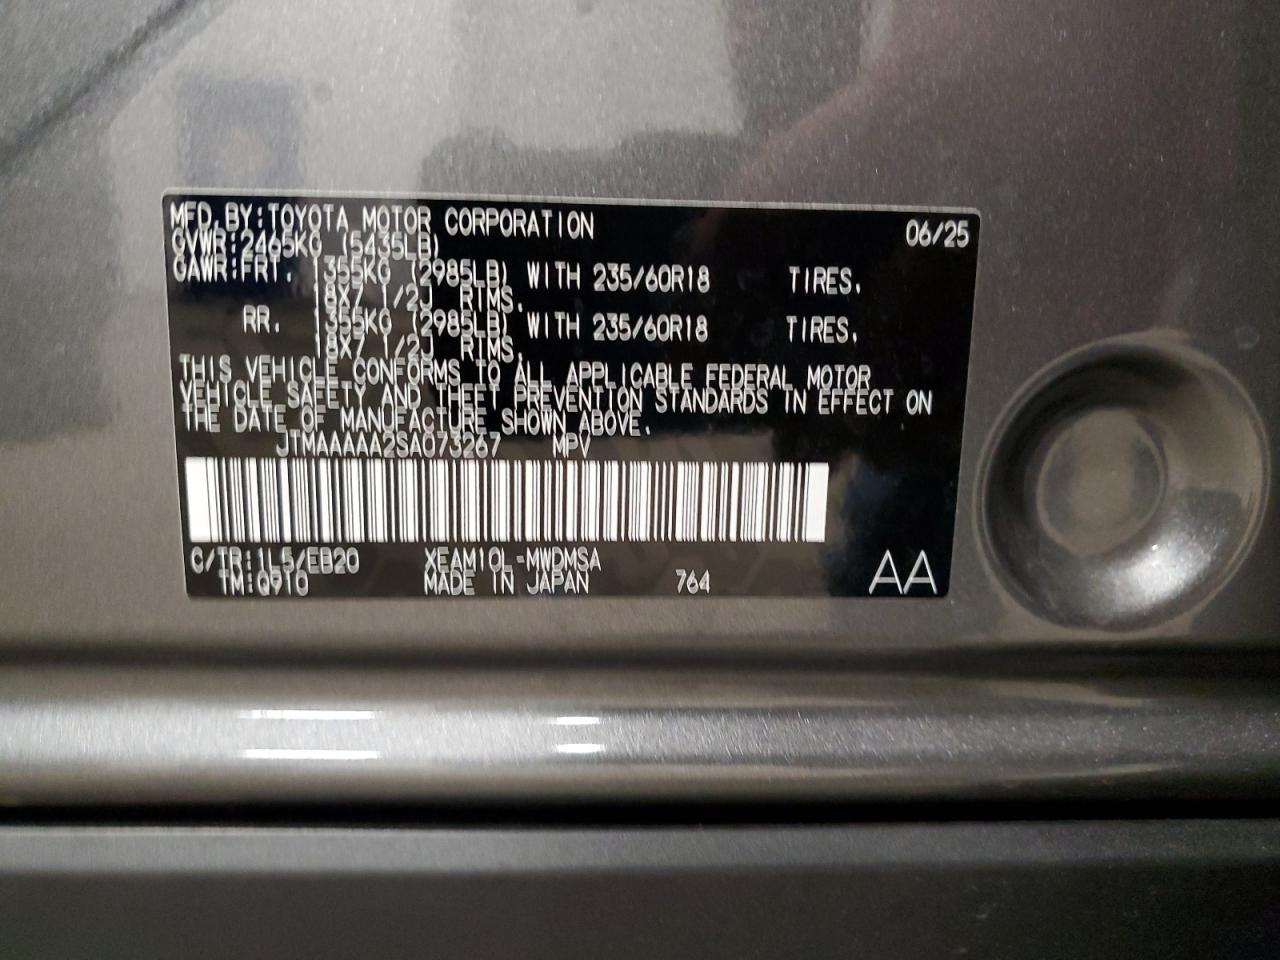 MFD.BY:TOYOTA MOTOR CORPORATION 06/25
GVWR:2465KG (5435LB)
GAWR:FRT. 1355KG (2985LB) WITH 235/60R18 TIRES.
18X7 1/2J RIMS.
RR. 1355KG (2985LB) WITH 235/60R18 TIRES.
18X7 1/2J RIMS.
THIS VEHICLE CONFORMS TO ALL APPLICABLE FEDERAL MOTOR
VEHICLE SAFETY AND THEFT PREVENTION STANDARDS IN EFFECT ON
THE DATE OF MANUFACTURE SHOWN ABOVE.
JTMAAAAA2SA073267 MPV
C/TR:1L5/EB20 XEAM10L-MWDMSA
TM:Q910 MADE IN JAPAN 764 AA